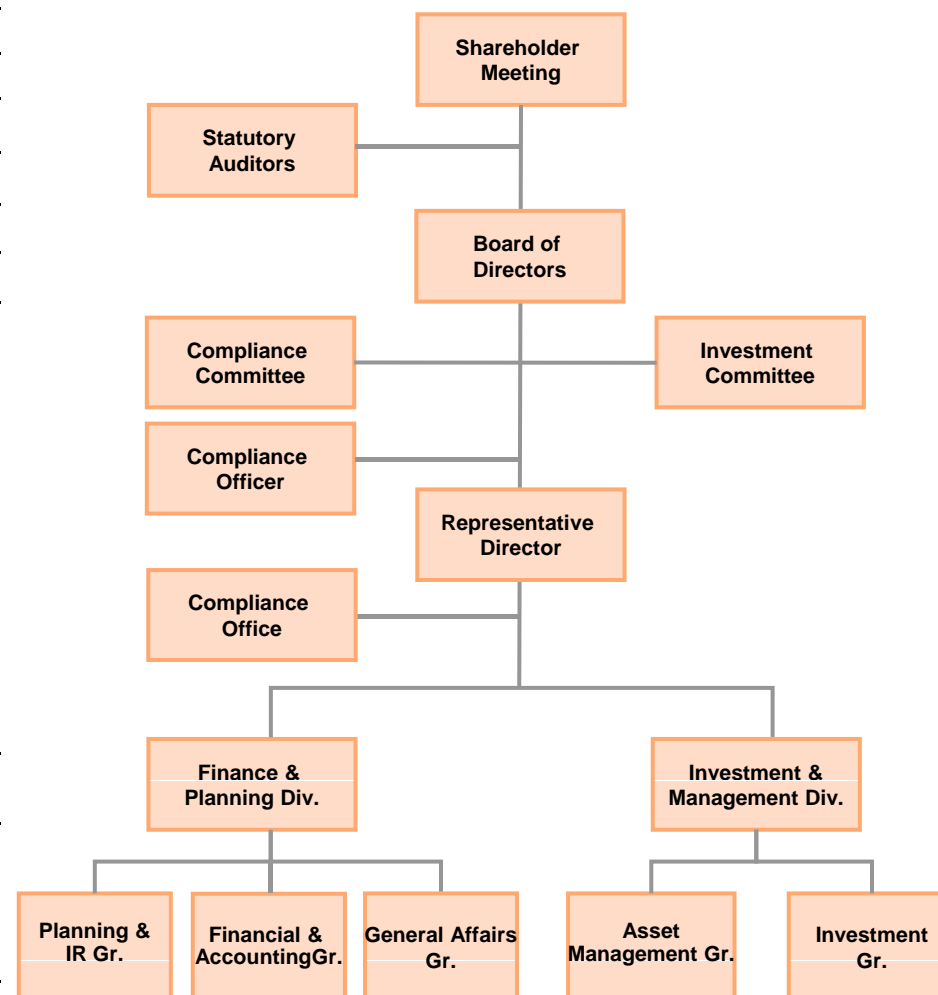 Shareholder
Meeting
Statutory
Auditors
Board of
Directors
Compliance
Committee
Investment
Committee
Compliance
Officer
Representative
Director
Compliance
Office
Finance &
Planning Div.
Investment &
Management Div.
Planning &
IR Gr.
Financial &
AccountingGr.
General Affairs
Gr.
Asset
Management Gr.
Investment
Gr.